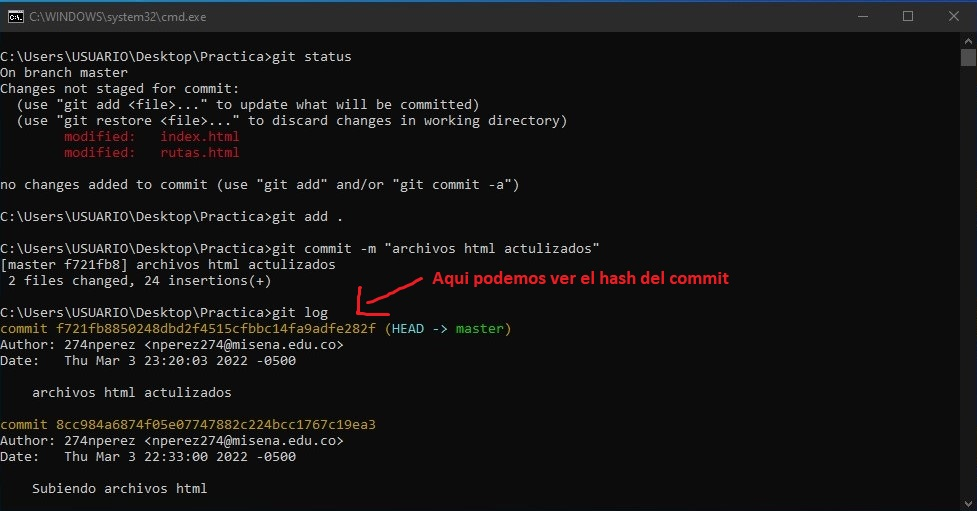 C:\WINDOWS\system32\cmd.exe
C:\Users\USUARIO\Desktop\Practica>git status
On branch master
Changes not staged for commit:
  (use "git add <file>..." to update what will be committed)
  (use "git restore <file>..." to discard changes in working directory)
        modified:   index.html
        modified:   rutas.html
no changes added to commit (use "git add" and/or "git commit -a")
C:\Users\USUARIO\Desktop\Practica>git add .
C:\Users\USUARIO\Desktop\Practica>git commit -m "archivos html actulizados"
[master f721fb8] archivos html actulizados
 2 files changed, 24 insertions(+)
Aqui podemos ver el hash del commit
C:\Users\USUARIO\Desktop\Practica>git log
commit f721fb8850248dbd2f4515cfbbc14fa9adfe282f (HEAD -> master)
Author: 274nperez <nperez274@misena.edu.co>
Date:   Thu Mar 3 23:20:03 2022 -0500
    archivos html actulizados
commit 8cc984a6874f05e07747882c224bcc1767c19ea3
Author: 274nperez <nperez274@misena.edu.co>
Date:   Thu Mar 3 22:33:00 2022 -0500
    Subiendo archivos html